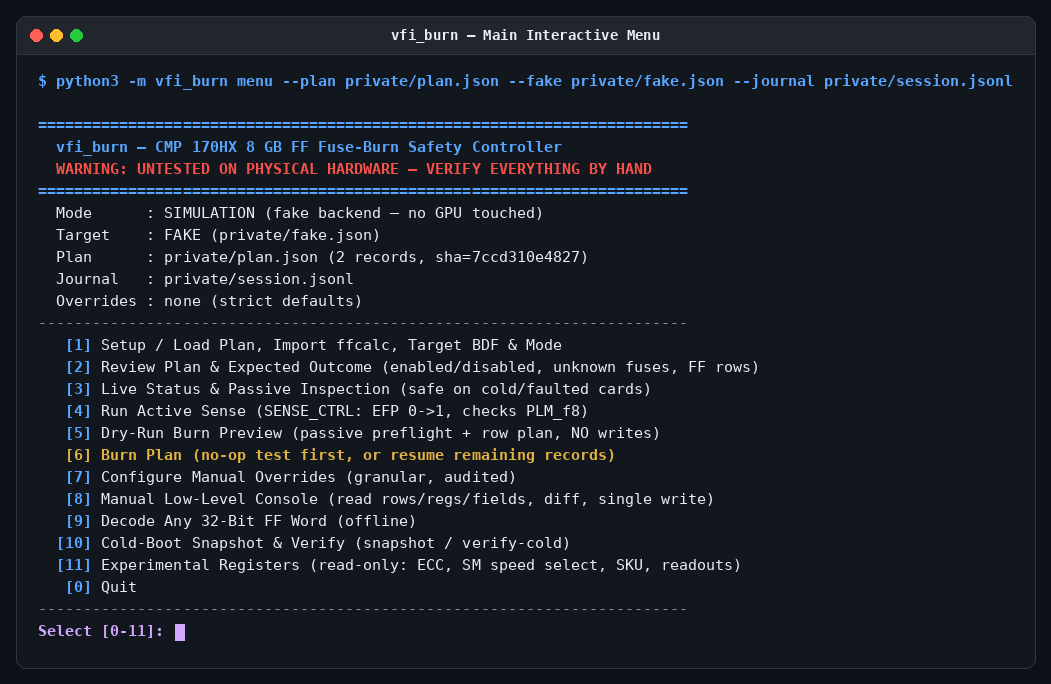 vfi_burn — Main Interactive Menu
$ python3 -m vfi_burn menu --plan private/plan.json --fake private/fake.json --journal private/session.jsonl
========================================================================
vfi_burn — CMP 170HX 8 GB FF Fuse-Burn Safety Controller
WARNING: UNTESTED ON PHYSICAL HARDWARE — VERIFY EVERYTHING BY HAND
========================================================================
Mode      : SIMULATION (fake backend — no GPU touched)
Target    : FAKE (private/fake.json)
Plan      : private/plan.json (2 records, sha=7ccd310e4827)
Journal   : private/session.jsonl
Overrides : none (strict defaults)
------------------------------------------------------------------------
[1] Setup / Load Plan, Import ffcalc, Target BDF & Mode
[2] Review Plan & Expected Outcome (enabled/disabled, unknown fuses, FF rows)
[3] Live Status & Passive Inspection (safe on cold/faulted cards)
[4] Run Active Sense (SENSE_CTRL: EFP 0->1, checks PLM_f8)
[5] Dry-Run Burn Preview (passive preflight + row plan, NO writes)
[6] Burn Plan (no-op test first, or resume remaining records)
[7] Configure Manual Overrides (granular, audited)
[8] Manual Low-Level Console (read rows/regs/fields, diff, single write)
[9] Decode Any 32-Bit FF Word (offline)
[10] Cold-Boot Snapshot & Verify (snapshot / verify-cold)
[11] Experimental Registers (read-only: ECC, SM speed select, SKU, readouts)
[0] Quit
------------------------------------------------------------------------
Select [0-11]: